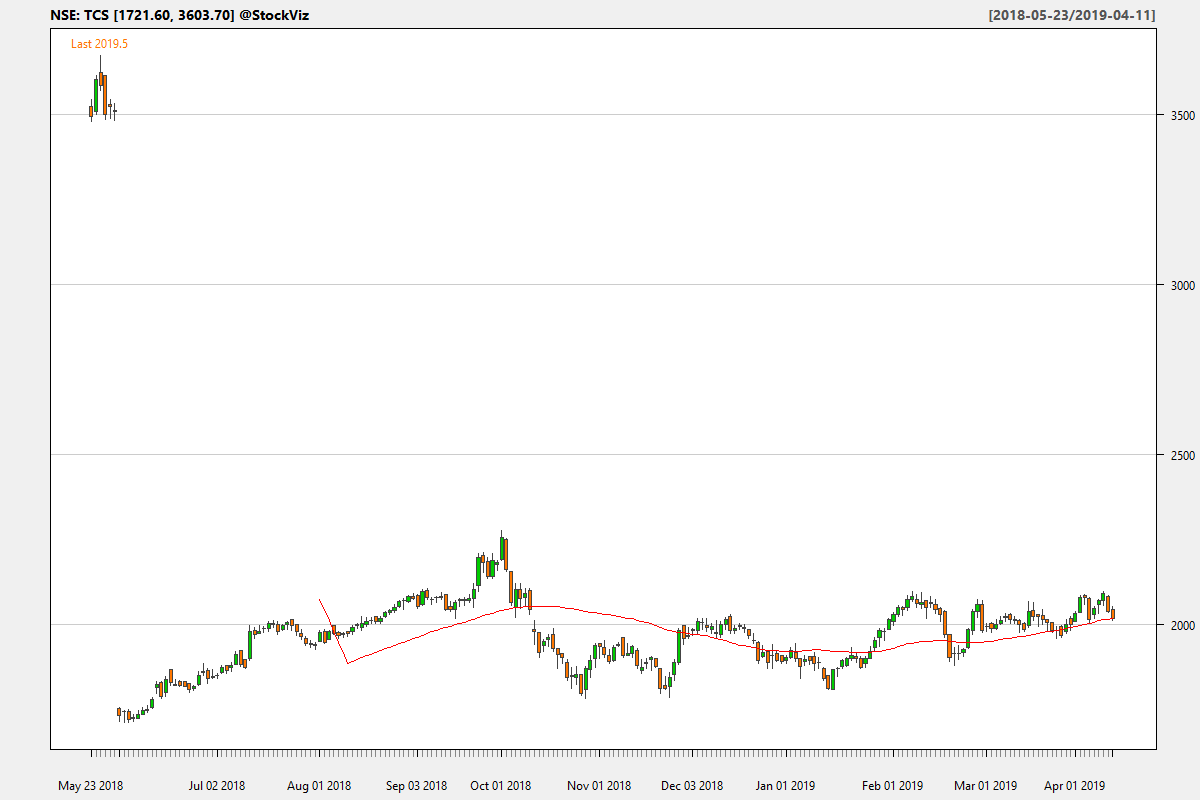 NSE: TCS [1721.60, 3603.70] @StockViz
[2018-05-23/2019-04-11]
Last 2019.5
3500
3000
2500
2000
May 23 2018 Jul 02 2018 Aug 01 2018 Sep 03 2018 Oct 01 2018 Nov 01 2018 Dec 03 2018 Jan 01 2019 Feb 01 2019 Mar 01 2019 Apr 01 2019